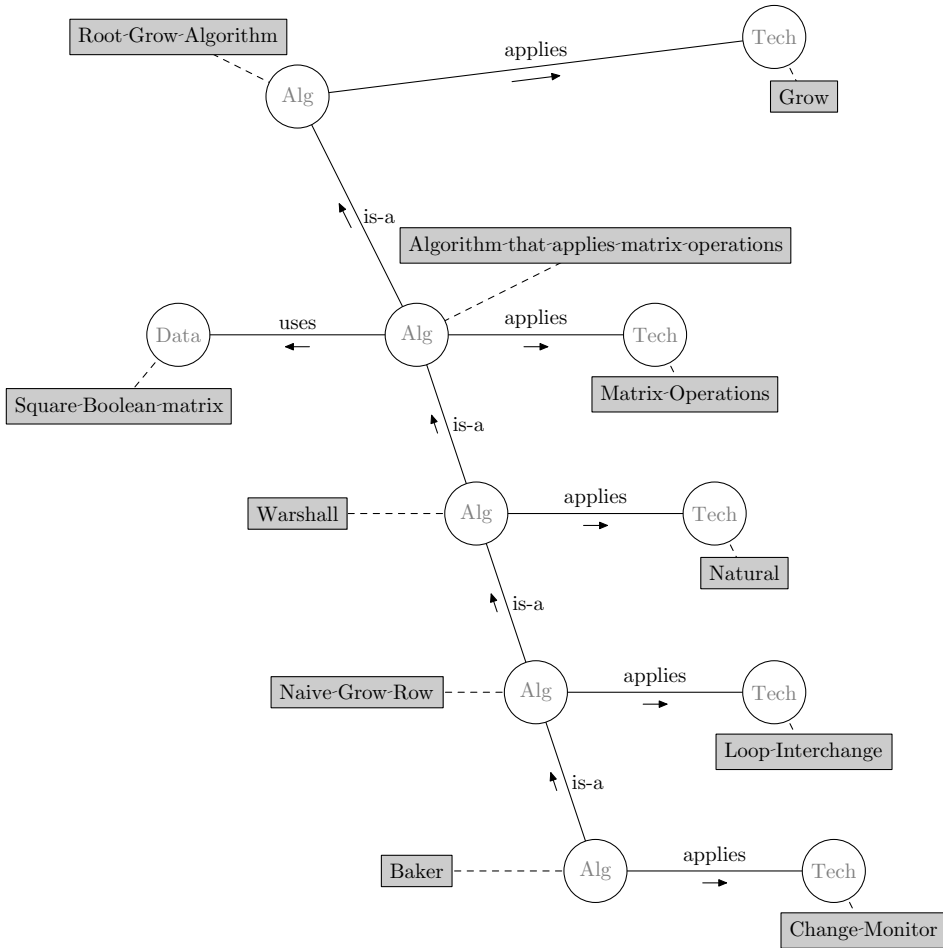 Root-Grow-Algorithm
Tech
applies
Alg
Grow
is-a
Algorithm-that-applies-matrix-operations
uses
applies
Data
Alg
Tech
Square-Boolean-matrix
Matrix-Operations
is-a
applies
Warshall
Alg
Tech
Natural
is-a
applies
Naive-Grow-Row
Alg
Tech
Loop-Interchange
is-a
applies
Baker
Alg
Tech
Change-Monitor